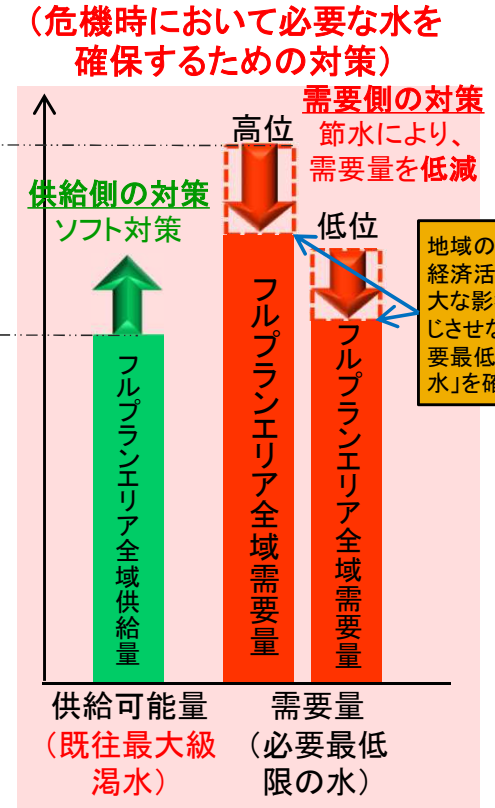 （危機時において必要な水を
確保するための対策）
需要側の対策
節水により、
需要量を低減
高位
供給側の対策
ソフト対策
低位
地域の
経済活
大な影
じさせな
要最低
水」を確
フルプランエリア全域供給量
フルプランエリア全域需要量
フルプランエリア全域需要量
供給可能量
（既往最大級
渇水）
需要量
（必要最低
限の水）